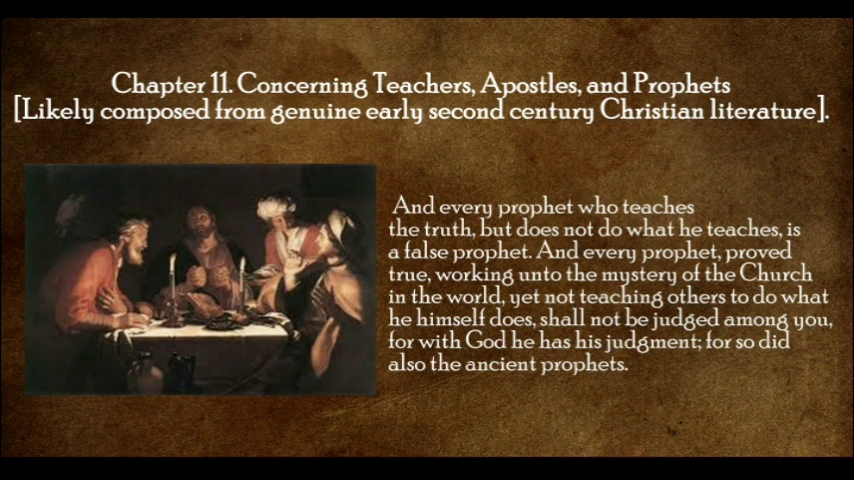 Chapter 11. Concerning Teachers, Apostles, and Prophets
[Likely composed from genuine early second century Christian literature].
And every prophet who teaches
the truth, but does not do what he teaches, is
a false prophet. And every prophet, proved
true, working unto the mystery of the Church
in the world, yet not teaching others to do what
he himself does, shall not be judged among you,
for with God he has his judgment; for so did
also the ancient prophets.